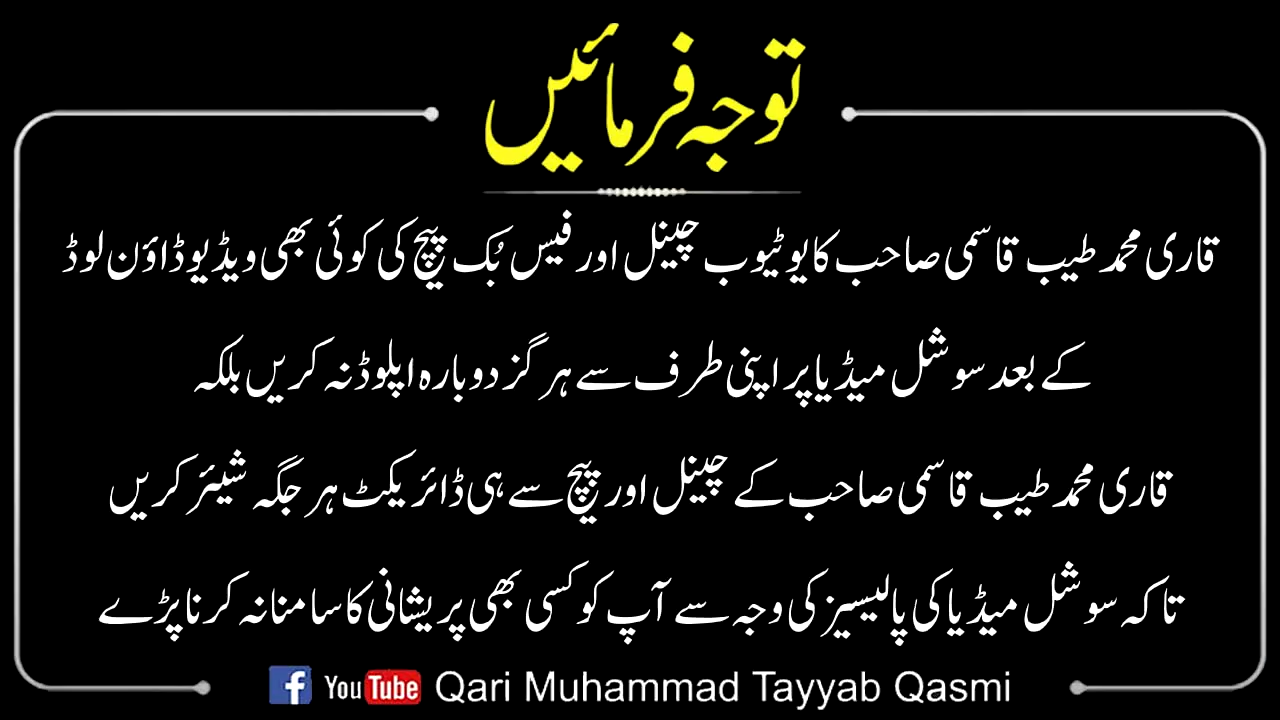 توجہ فرمائیں
قاری محمد طیب قاسمی صاحب کا یوٹیوب چینل اور فیس بُک پیج کی کوئی بھی ویڈیو ڈاؤن لوڈ
کے بعد سوشل میڈیا پر اپنی طرف سے ہرگز دوبارہ اپلوڈ نہ کریں بلکہ
قاری محمد طیب قاسمی صاحب کے چینل اور پیج سے ہی ڈائریکٹ ہر جگہ شیئر کریں
تاکہ سوشل میڈیا کی پالیسیز کی وجہ سے آپ کو کسی بھی پریشانی کا سامنا نہ کرنا پڑے
f YouTube Qari Muhammad Tayyab Qasmi